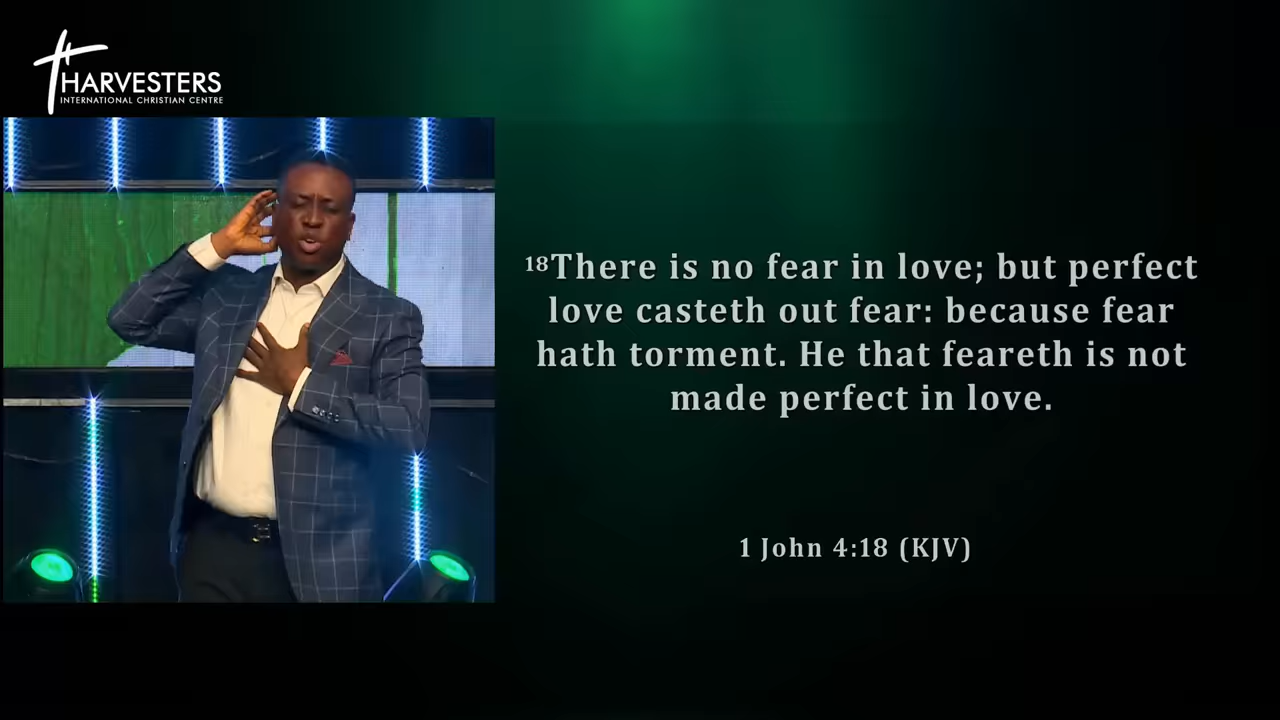 HARVESTERS
INTERNATIONAL CHRISTIAN CENTRE
18There is no fear in love; but perfect
love casteth out fear: because fear
hath torment. He that feareth is not
made perfect in love.
1 John 4:18 (KJV)